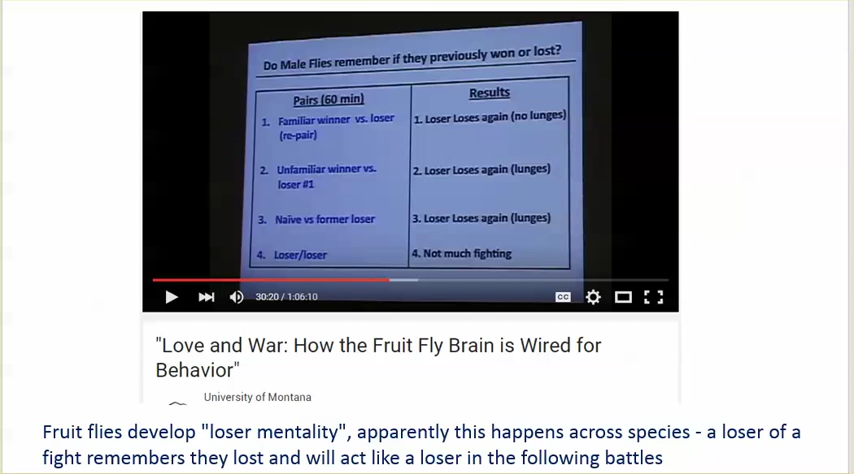 Do Male Flies remember if they previously won or lost?
Pairs (60 min)
Results
1. Familiar winner vs. loser
(re-pair)
1. Loser Loses again (no lunges)
2. Unfamiliar winner vs.
loser #1
2. Loser Loses again (lunges)
3. Naïve vs former loser
3. Loser Loses again (lunges)
4. Loser/loser
4. Not much fighting
30:20 / 1:06:10
CC
"Love and War: How the Fruit Fly Brain is Wired for
Behavior"
University of Montana
Fruit flies develop "loser mentality", apparently this happens across species - a loser of a
fight remembers they lost and will act like a loser in the following battles